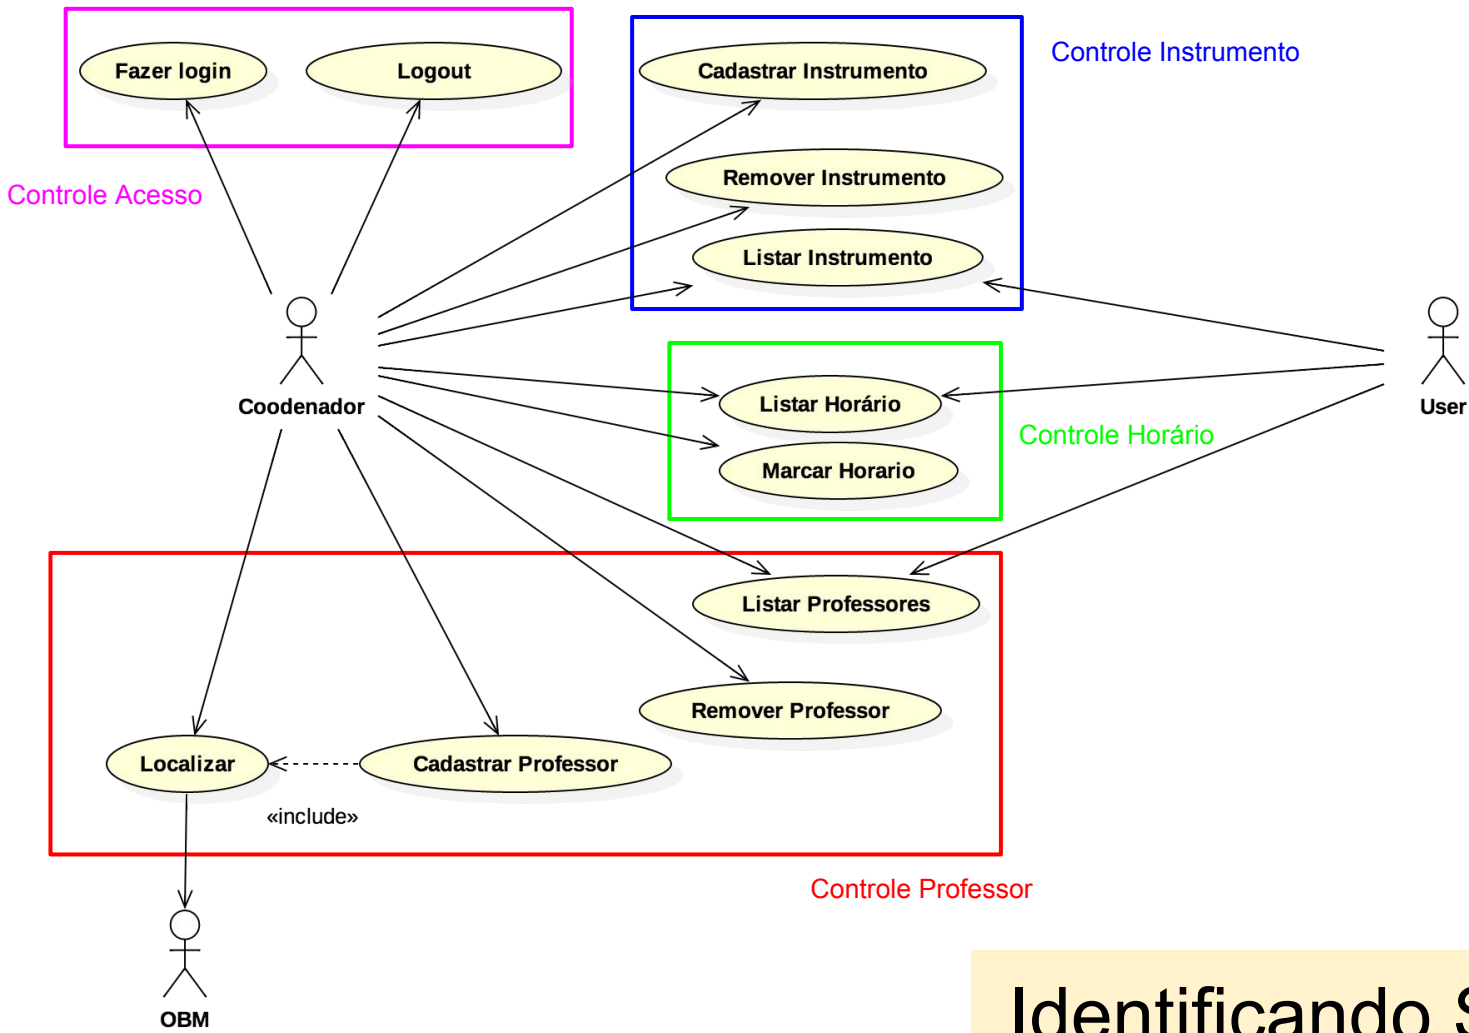 Fazer login
Logout
Cadastrar Instrumento
Controle Instrumento
Remover Instrumento
Controle Acesso
Listar Instrumento
Coodenador
User
Listar Horário
Controle Horário
Marcar Horario
Listar Professores
Remover Professor
Localizar
Cadastrar Professor
«include»
Controle Professor
OBM
Identificando S